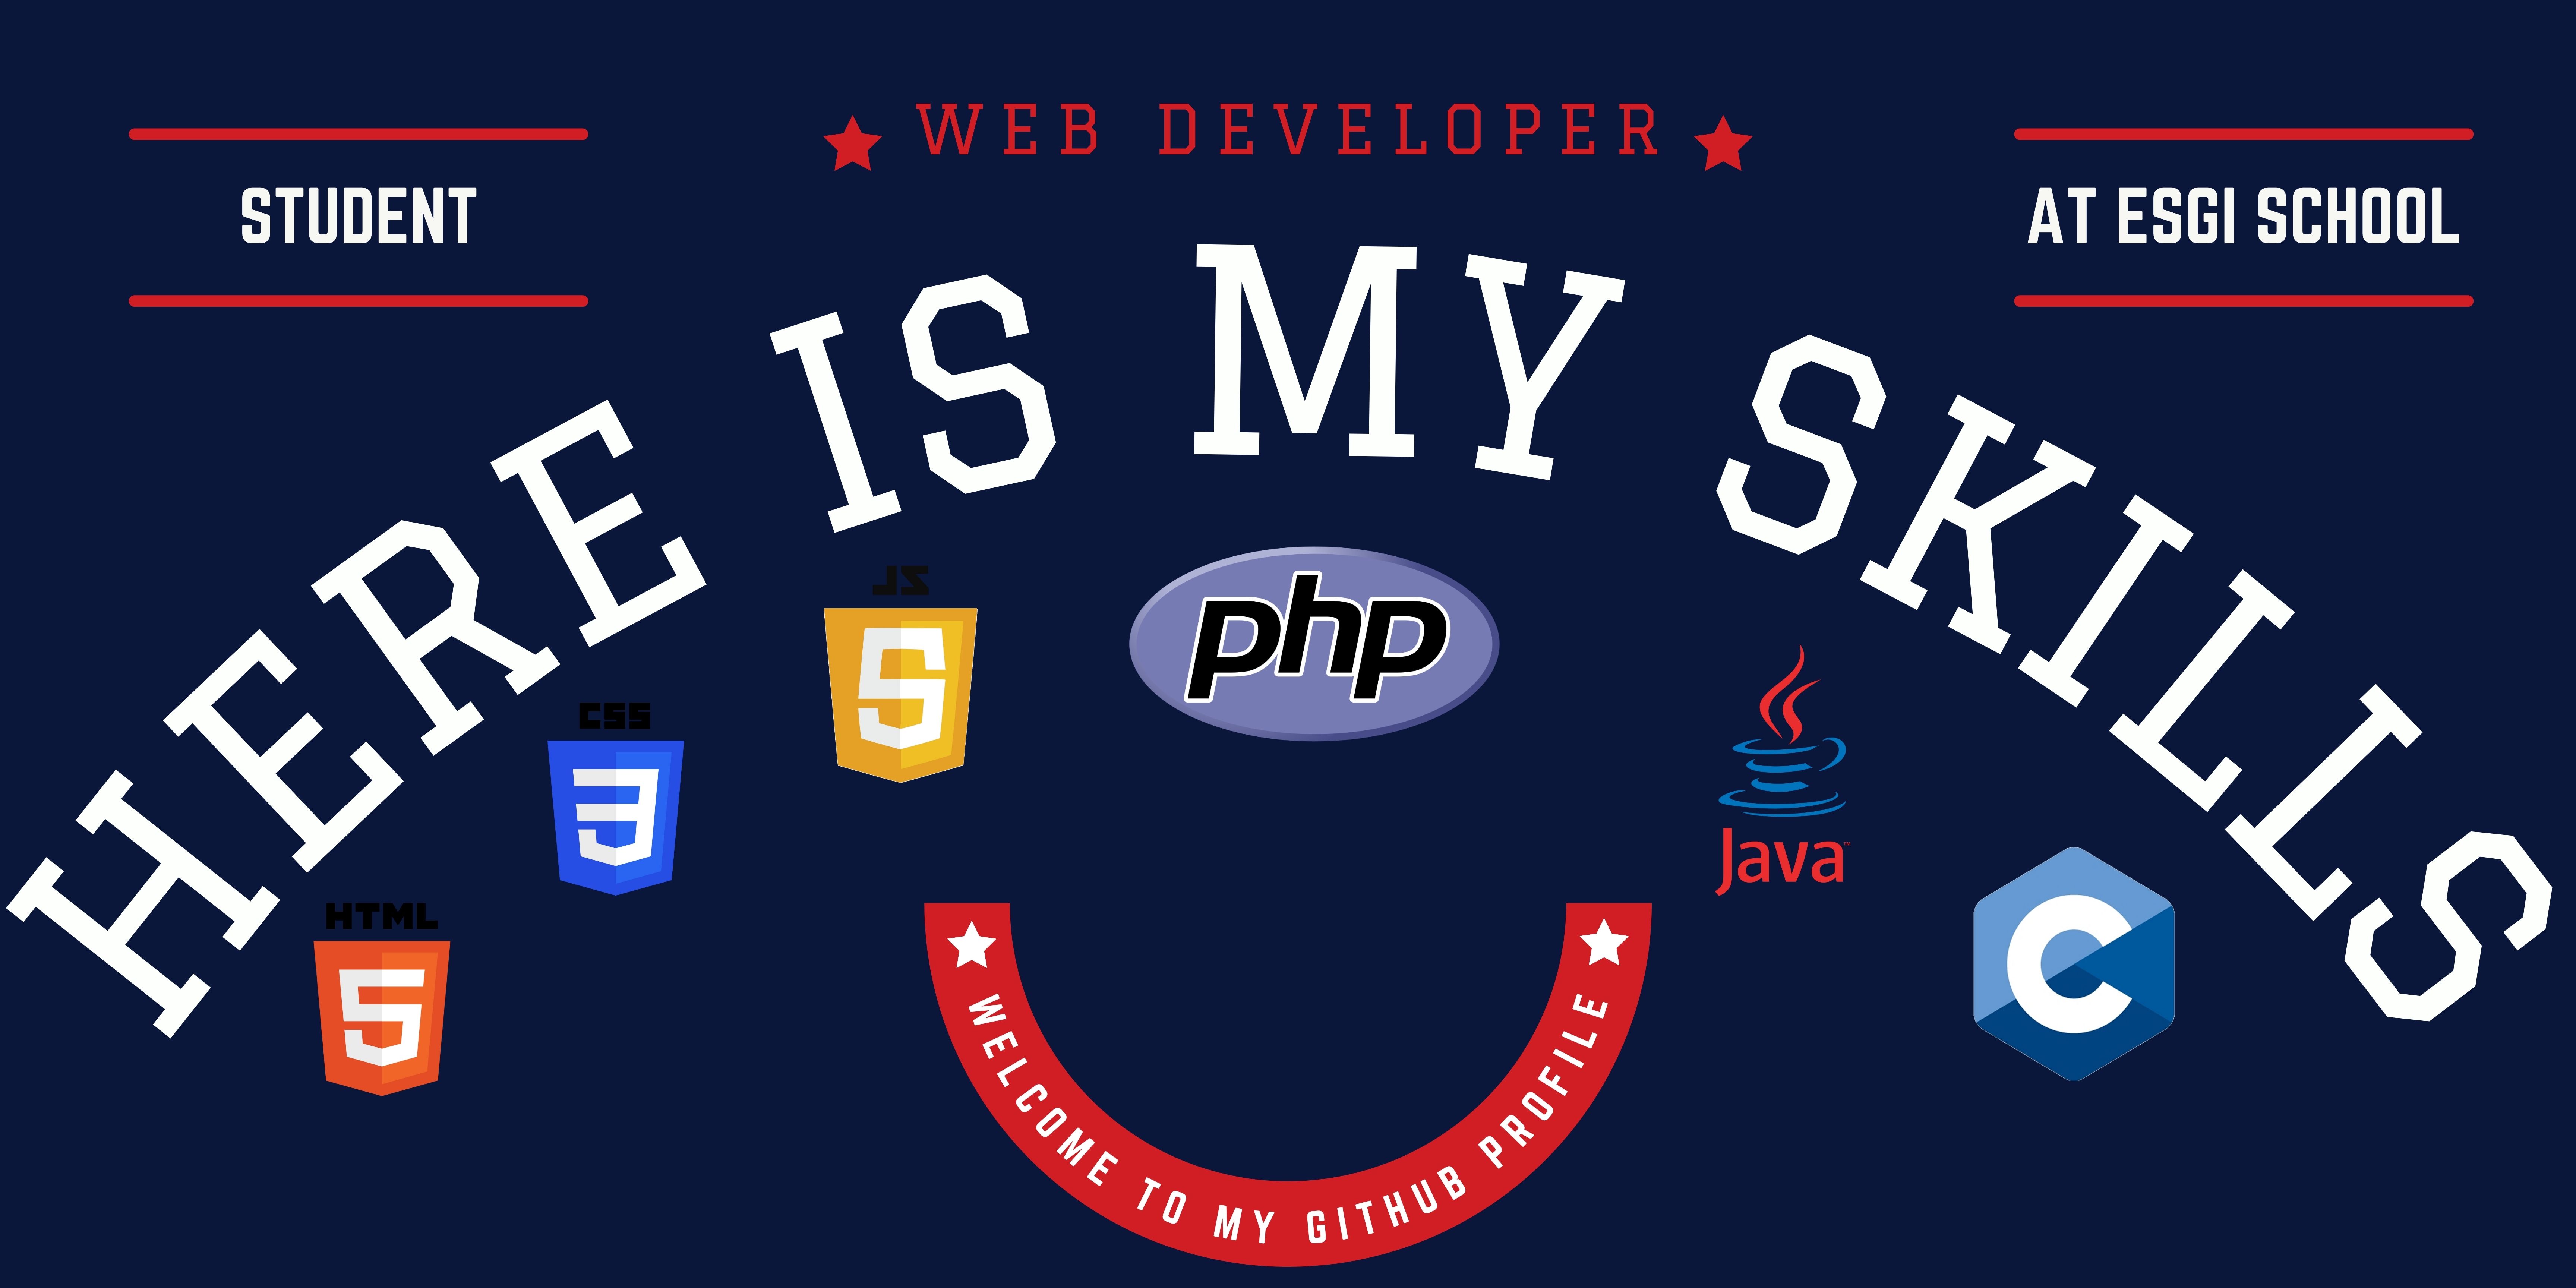 WEB DEVELOPER
STUDENT
AT ESGI SCHOOL
HERE IS MY SKILLS
JS
php
CSS
Java™
HTML
C
WELCOME TO MY GITHUB PROFILE